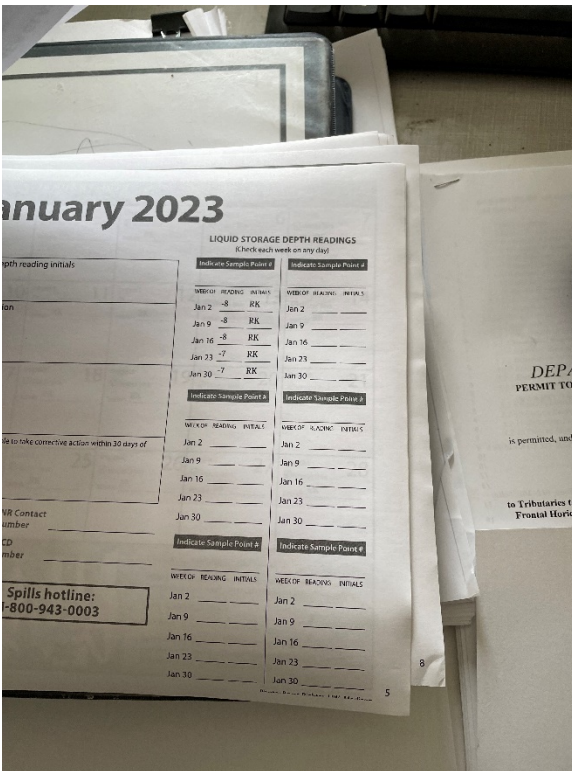 anuary 2023
LIQUID STORAGE DEPTH READINGS
(Check each week on any day)
epth reading initials
ion
le to take corrective action within 30 days of
NR Contact
umber
CD
mber
Spills hotline:
1-800-943-0003
Indicate Sample Point #
WEEK OF READING INITIALS
Jan 2 -8 RK
Jan 9 -8 RK
Jan 16 -8 RK
Jan 23 -7 RK
Jan 30 -7 RK
Indicate Sample Point #
WEEK OF READING INITIALS
Jan 2
Jan 9
Jan 16
Jan 23
Jan 30
Indicate Sample Point #
WEEK OF READING INITIALS
Jan 2
Jan 9
Jan 16
Jan 23
Jan 30
Indicate Sample Point #
WEEK OF READING INITIALS
Jan 2
Jan 9
Jan 16
Jan 23
Jan 30
Indicate Sample Point #
WEEK OF READING INITIALS
Jan 2
Jan 9
Jan 16
Jan 23
Jan 30
Indicate Sample Point #
WEEK OF READING INITIALS
Jan 2
Jan 9
Jan 16
Jan 23
Jan 30
5
8
DEPA
PERMIT TO
is permitted, und
to Tributaries t
Frontal Horic